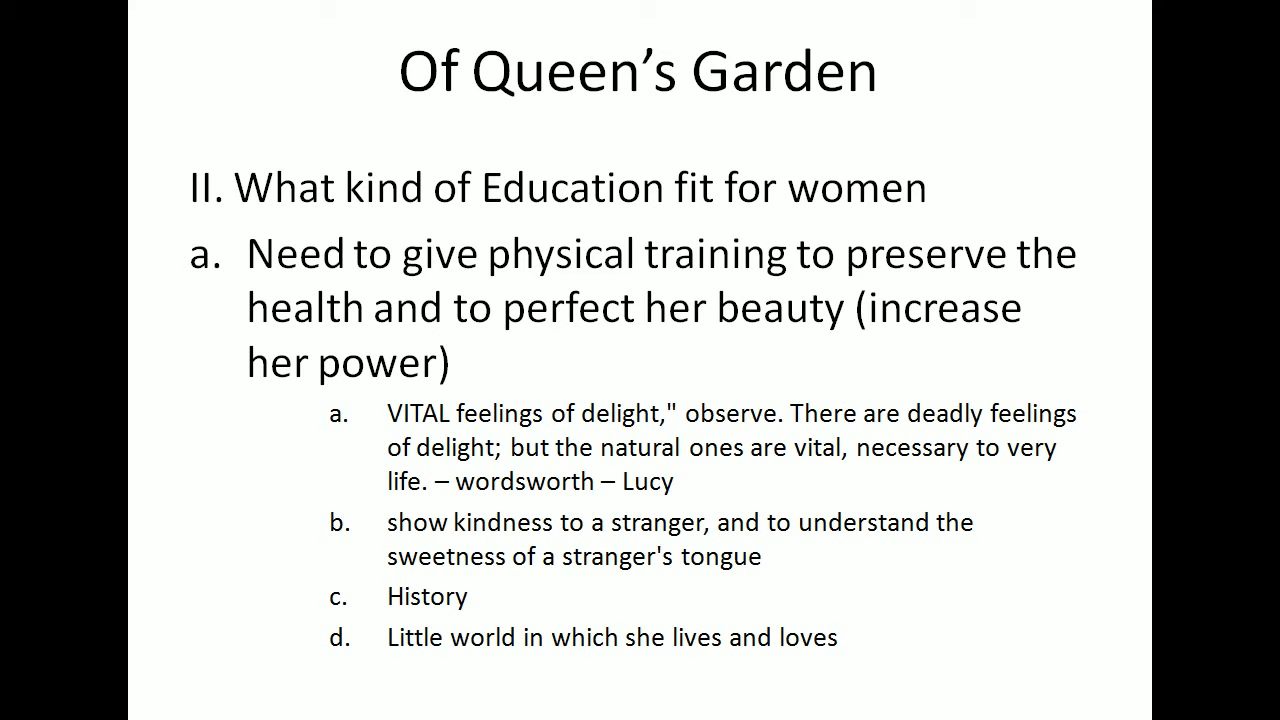 Of Queen’s Garden
II. What kind of Education fit for women
a. Need to give physical training to preserve the
health and to perfect her beauty (increase
her power)
a. VITAL feelings of delight," observe. There are deadly feelings
of delight; but the natural ones are vital, necessary to very
life. – wordsworth – Lucy
b. show kindness to a stranger, and to understand the
sweetness of a stranger's tongue
c. History
d. Little world in which she lives and loves